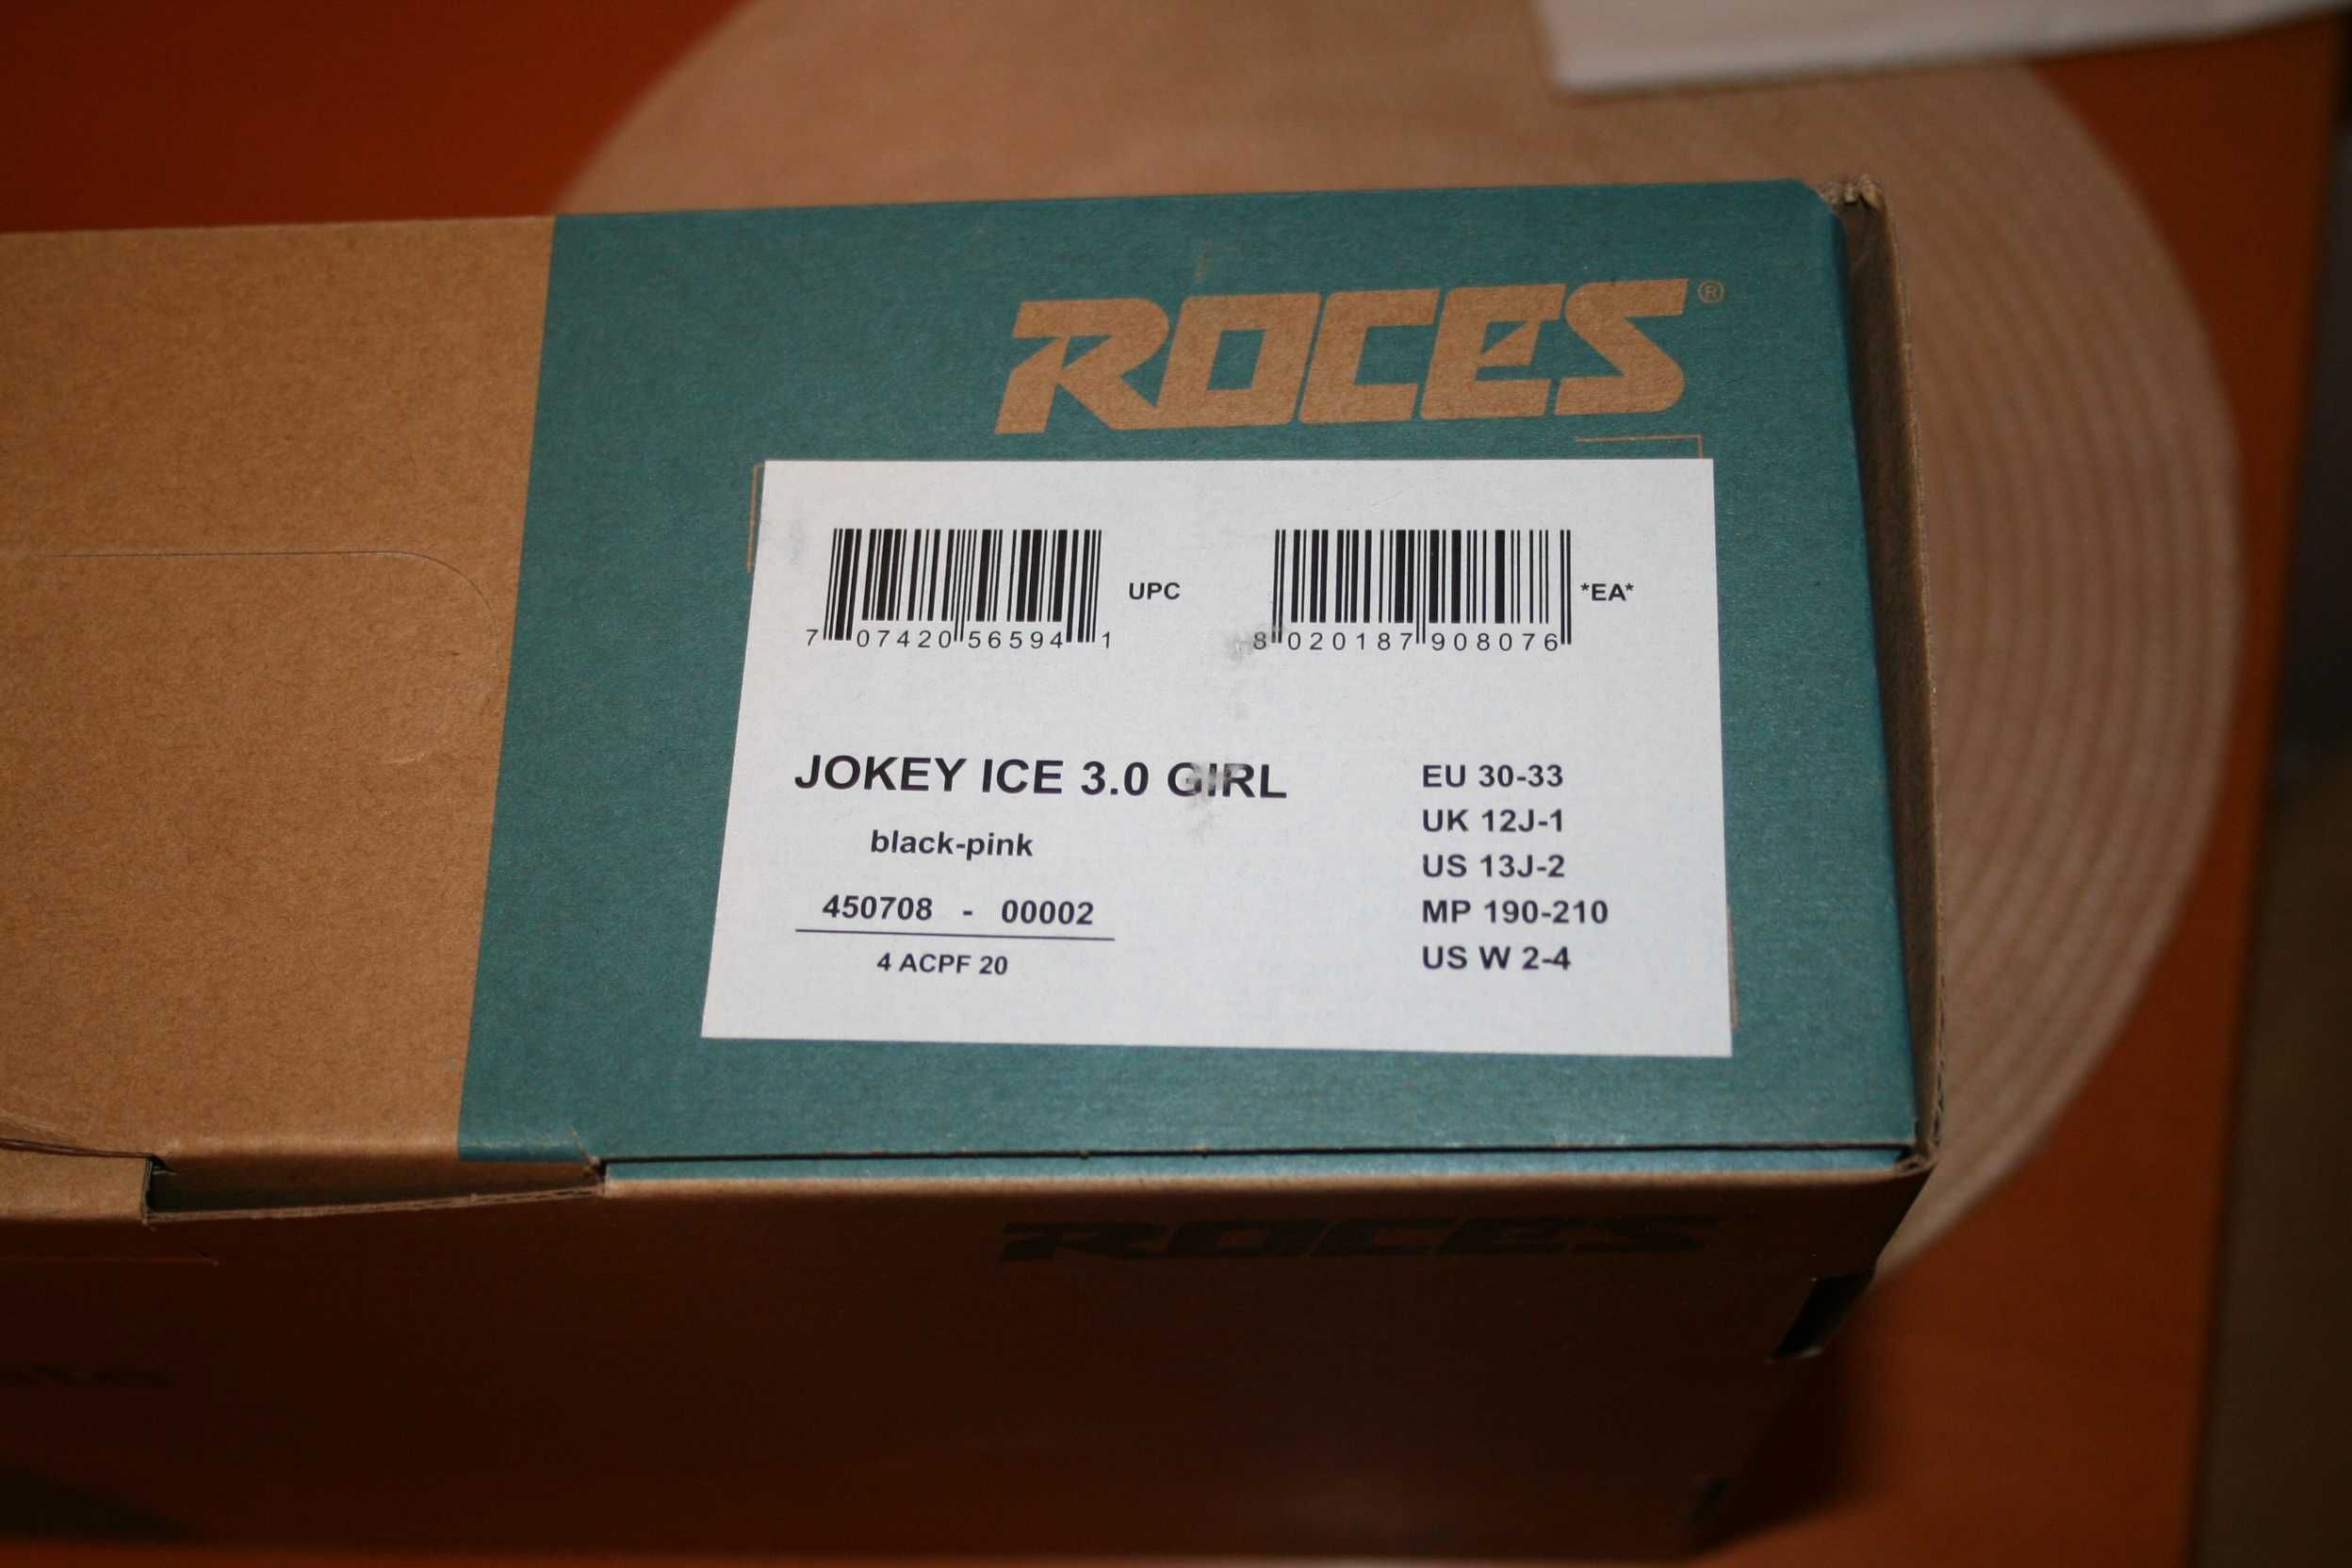 ROCES®
7 07420 56594 1 UPC
8 020187 908076 *EA*
JOKEY ICE 3.0 GIRL
black-pink
450708 - 00002
4 ACPF 20
EU 30-33
UK 12J-1
US 13J-2
MP 190-210
US W 2-4
ROCES